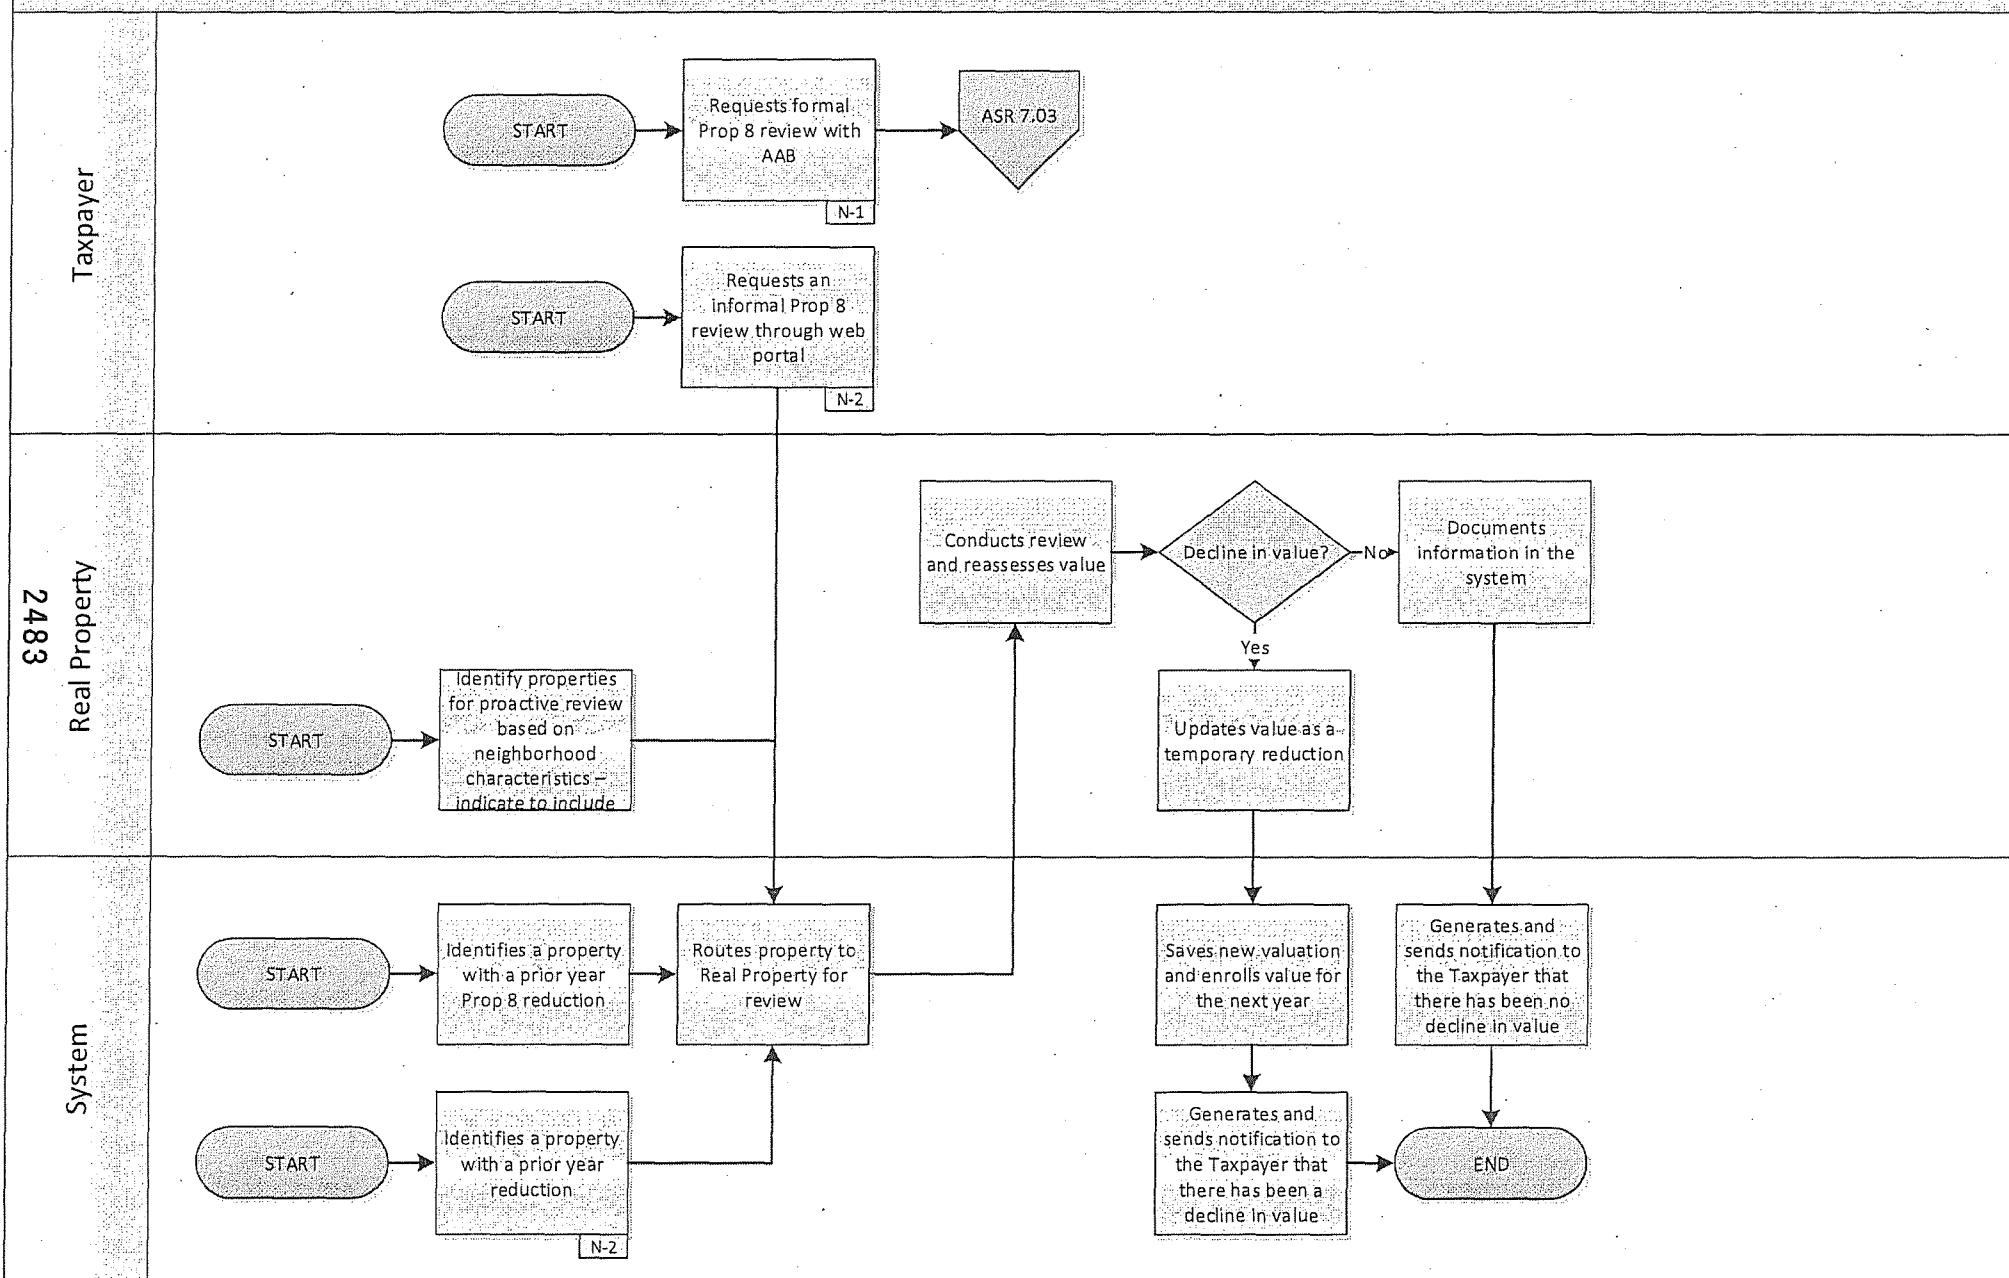 Taxpayer
START
Requests formal
Prop 8 review with
AAB
N-1
ASR 7.03
START
Requests an
informal Prop 8
review through web
portal
N-2
2483
Real Property
START
Identify properties
for proactive review
based on
neighborhood
characteristics –
indicate to include
Conducts review
and reassesses value
Decline in value?
No
Documents
information in the
system
Yes
Updates value as a
temporary reduction
System
START
Identifies a property
with a prior year
Prop 8 reduction
Routes property to
Real Property for
review
Saves new valuation
and enrolls value for
the next year
Generates and
sends notification to
the Taxpayer that
there has been no
decline in value
START
Identifies a property
with a prior year
reduction
N-2
Generates and
sends notification to
the Taxpayer that
there has been a
decline in value
END